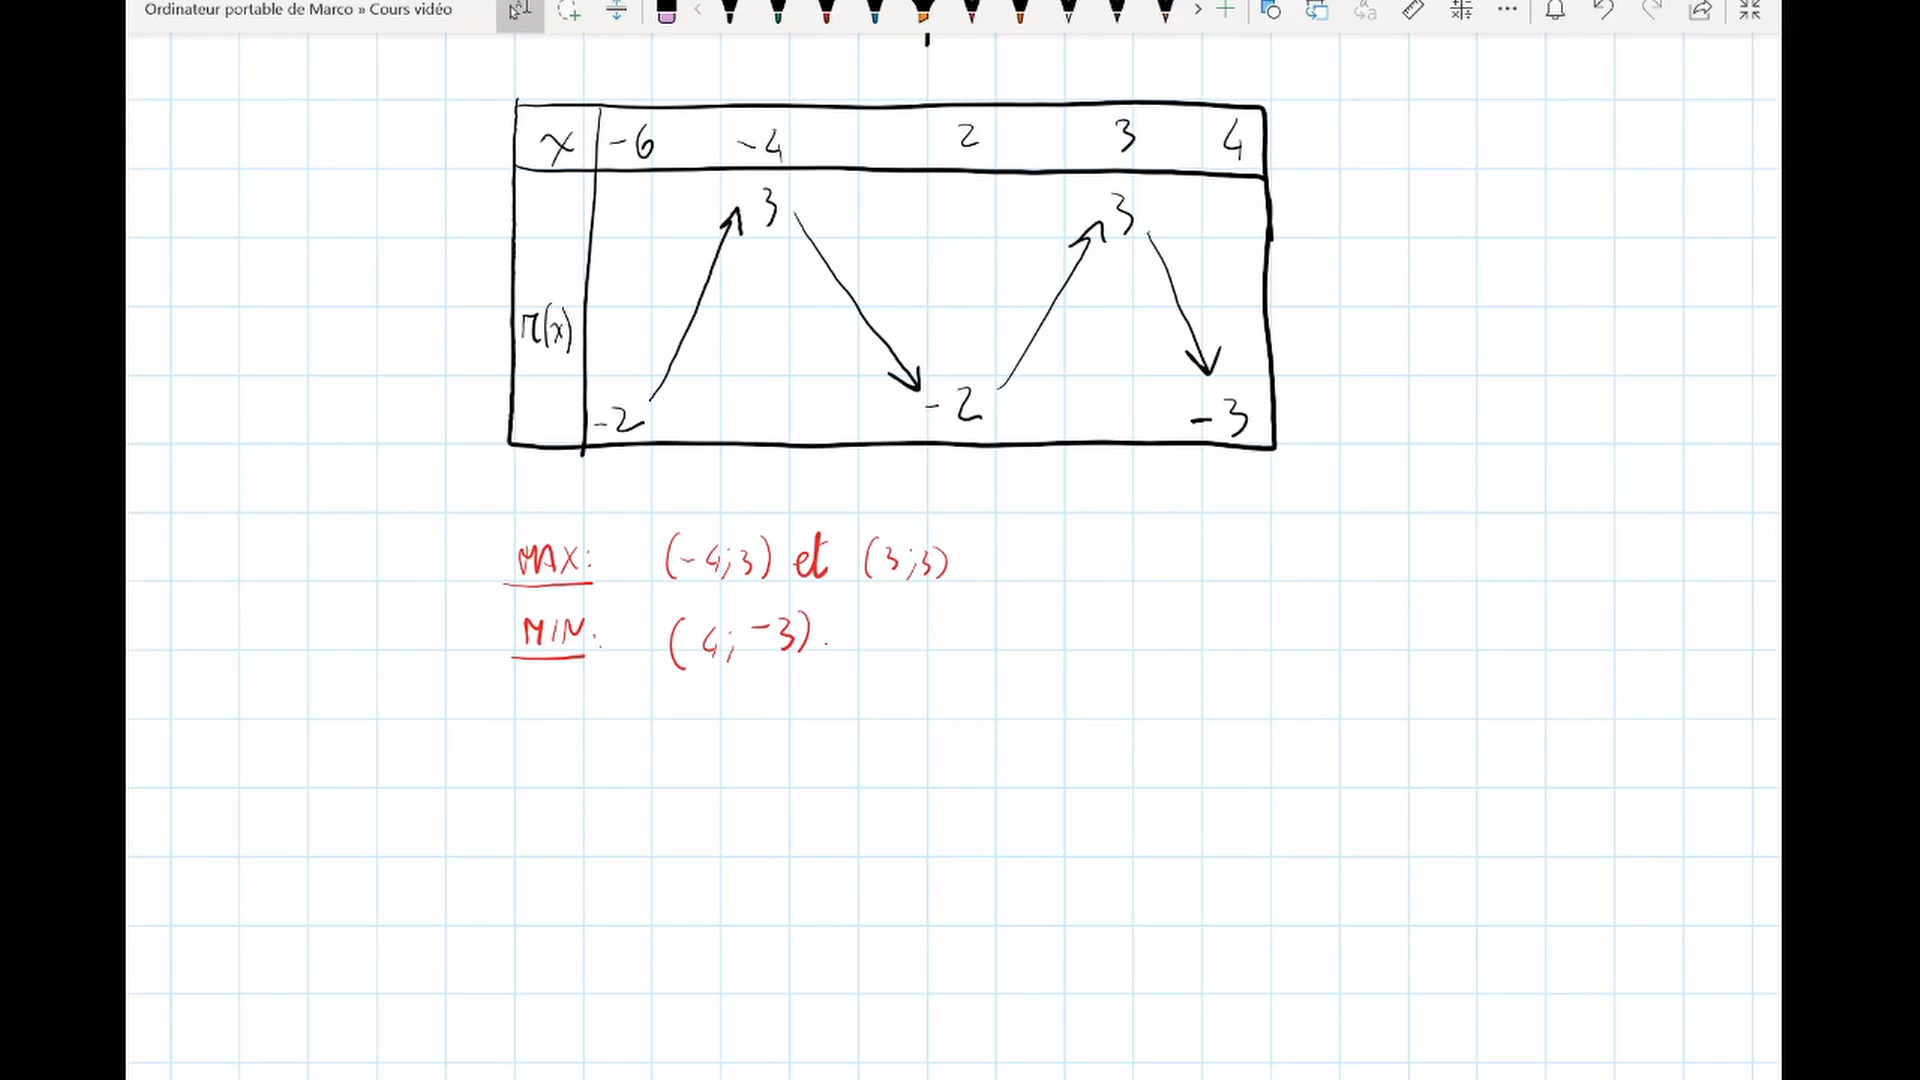 Ordinateur portable de Marco » Cours vidéo
x -6 -4 2 3 4
3 3
r(x)
-2 -2 -3
MAX: (-4;3) et (3;3)
MIN: (4; -3).